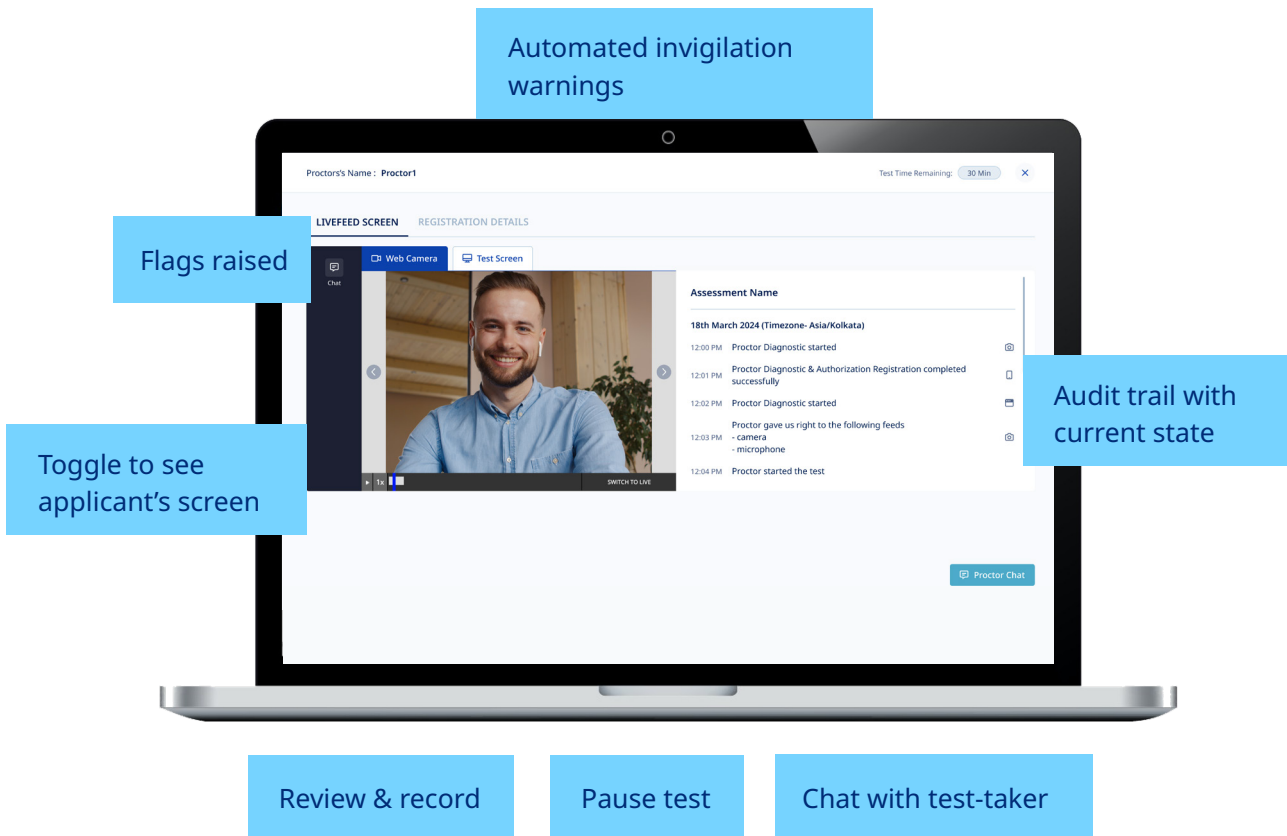 Automated invigilation
warnings
Proctors's Name : Proctor1
Test Time Remaining: 30 Min
LIVEFEED SCREEN REGISTRATION DETAILS
Flags raised
Chat
Web Camera Test Screen
Assessment Name
18th March 2024 (Timezone- Asia/Kolkata)
12:00 PM Proctor Diagnostic started
12:01 PM Proctor Diagnostic & Authorization Registration completed
successfully
12:02 PM Proctor Diagnostic started
12:03 PM Proctor gave us right to the following feeds
- camera
- microphone
12:04 PM Proctor started the test
1x SWITCH TO LIVE
Audit trail with
current state
Toggle to see
applicant’s screen
Proctor Chat
Review & record
Pause test
Chat with test-taker